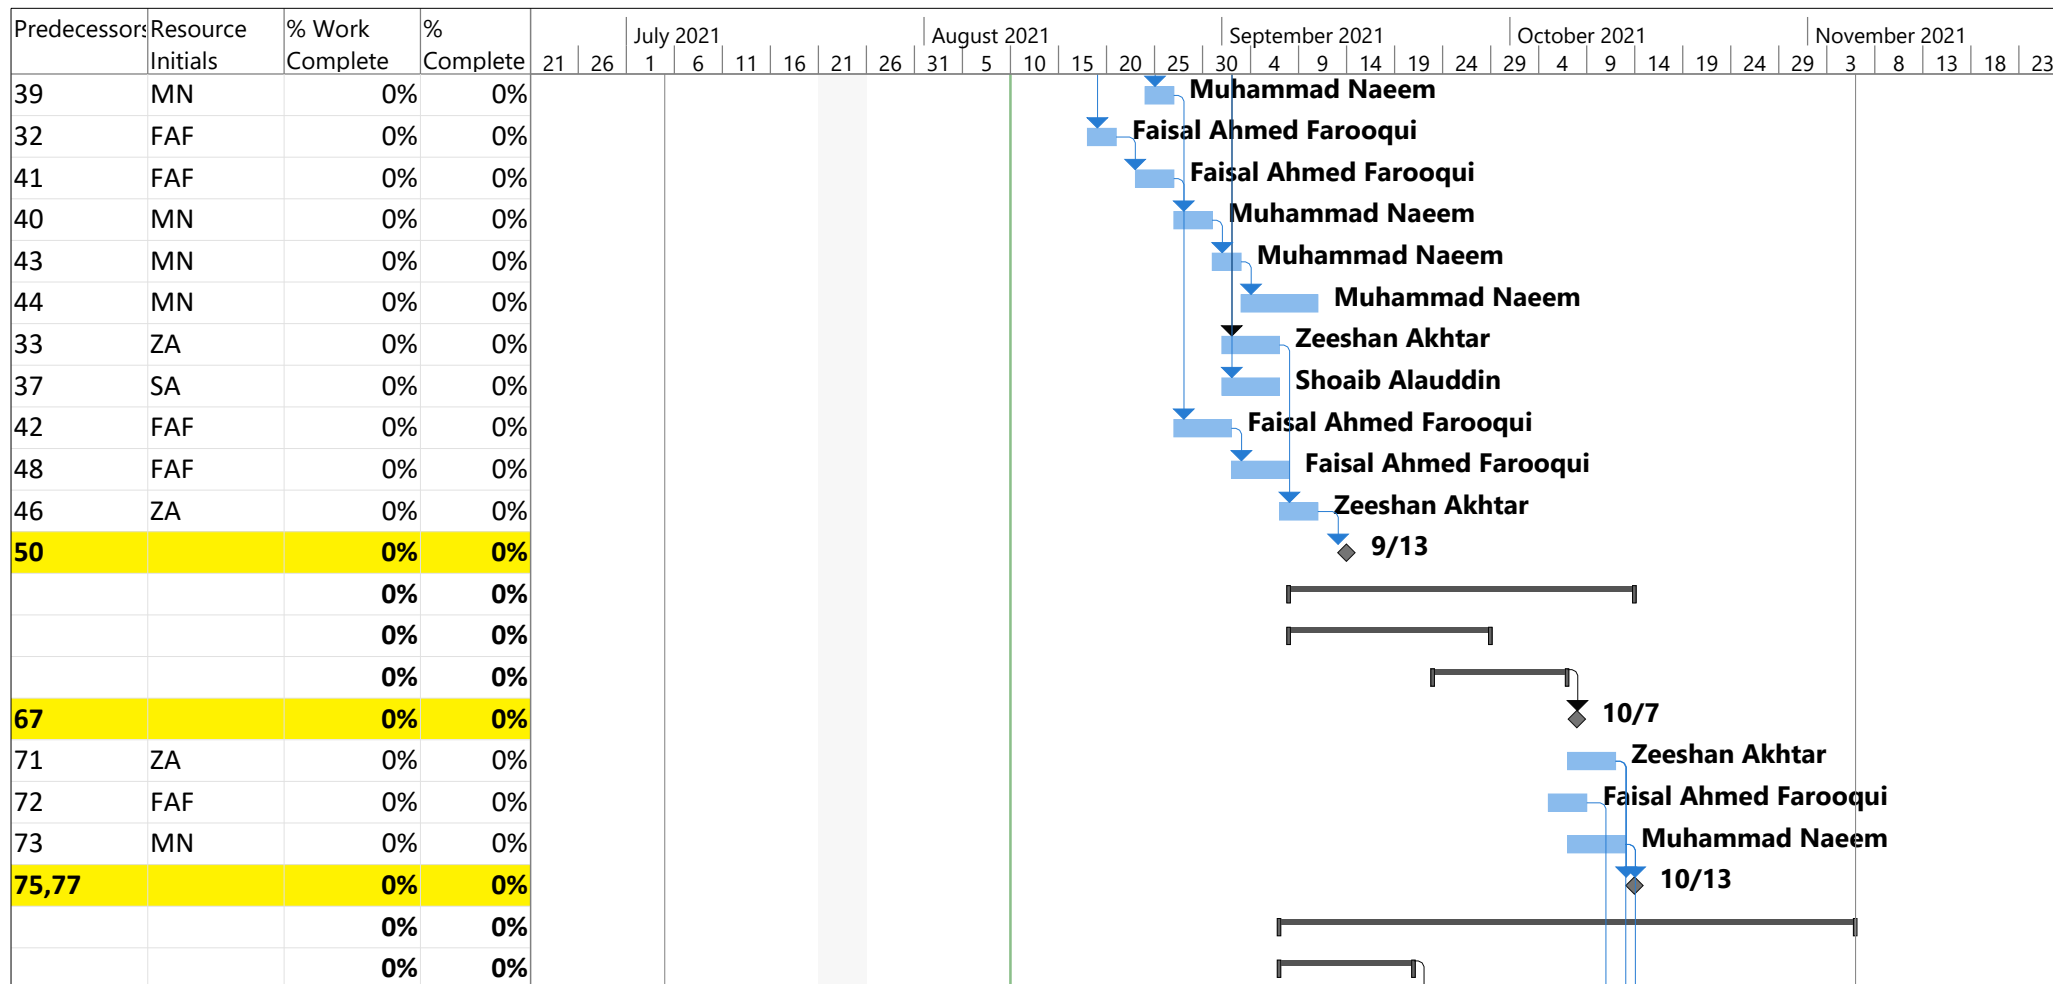 Predecessors Resource Initials % Work Complete % Complete
July 2021 August 2021 September 2021 October 2021 November 2021
21 26 1 6 11 16 21 26 31 5 10 15 20 25 30 4 9 14 19 24 29 4 9 14 19 24 29 3 8 13 18 23
39 MN 0% 0% Muhammad Naeem
32 FAF 0% 0% Faisal Ahmed Farooqui
41 FAF 0% 0% Faisal Ahmed Farooqui
40 MN 0% 0% Muhammad Naeem
43 MN 0% 0% Muhammad Naeem
44 MN 0% 0% Muhammad Naeem
33 ZA 0% 0% Zeeshan Akhtar
37 SA 0% 0% Shoaib Alauddin
42 FAF 0% 0% Faisal Ahmed Farooqui
48 FAF 0% 0% Faisal Ahmed Farooqui
46 ZA 0% 0% Zeeshan Akhtar
50 0% 0% 9/13
0% 0%
0% 0%
0% 0%
67 0% 0% 10/7
71 ZA 0% 0% Zeeshan Akhtar
72 FAF 0% 0% Faisal Ahmed Farooqui
73 MN 0% 0% Muhammad Naeem
75,77 0% 0% 10/13
0% 0%
0% 0%